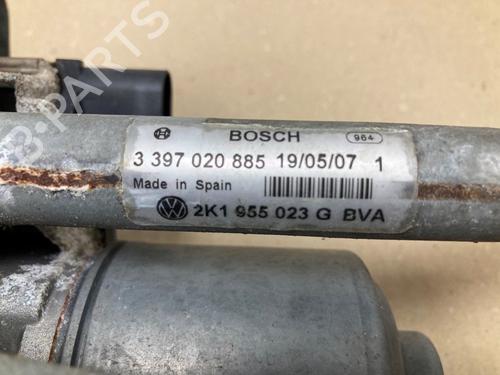 B-PARTS
BOSCH 964
3 397 020 885 19/05/07 1
Made in Spain
2K1 955 023 G BVA